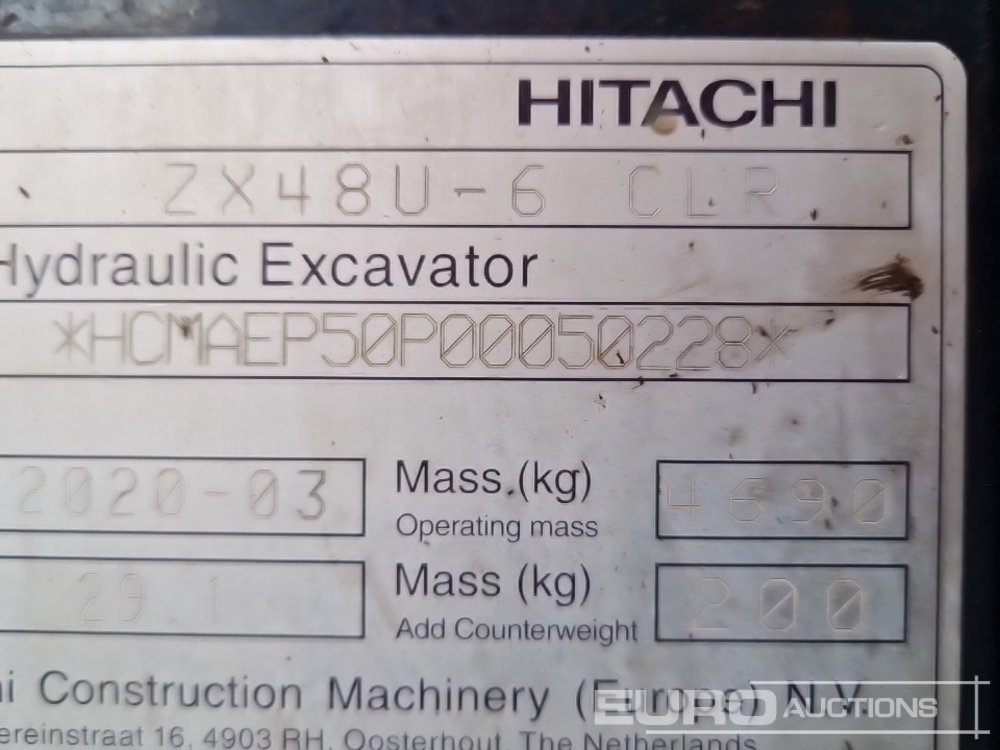 HITACHI
ZX48U-6 CLR
Hydraulic Excavator
*HCMAEP50P00050228*
2020-03 Mass (kg) 4690
Operating mass
29.1 Mass (kg) 200
Add Counterweight
Construction Machinery (Europe) N.V.
16, 4903 RH, Oosterhout, The Netherlands
EURO AUCTIONS